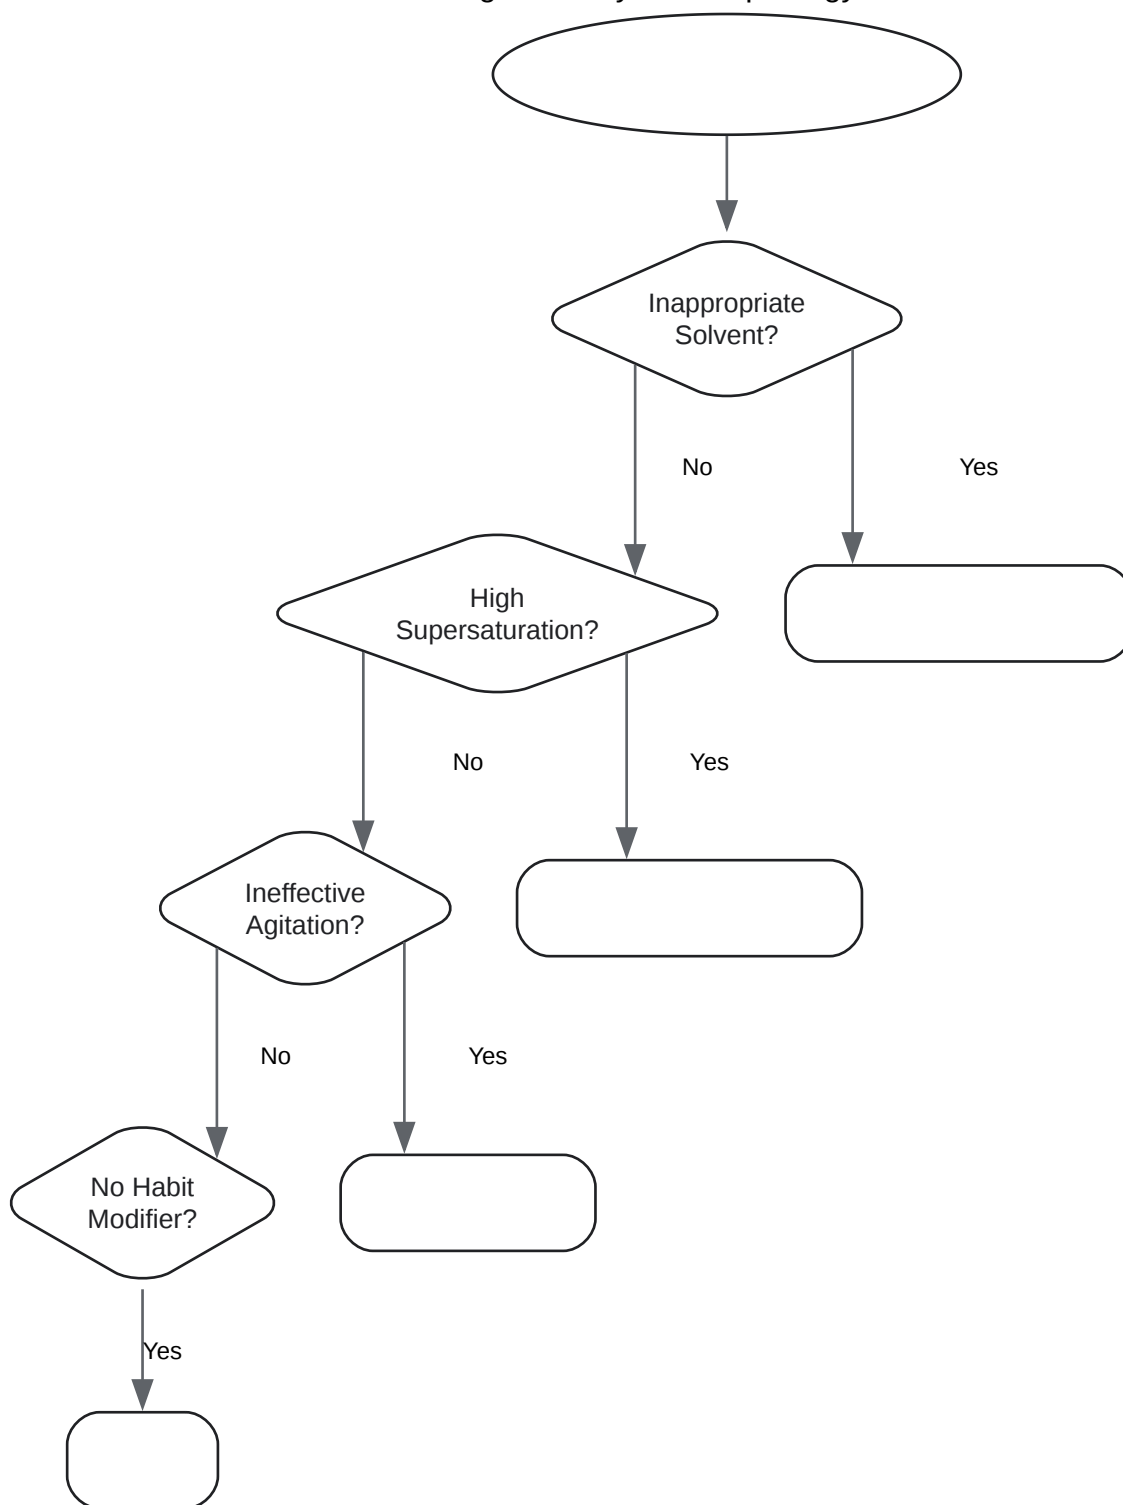 Inappropriate
Solvent?
No
Yes
High
Supersaturation?
No
Yes
Ineffective
Agitation?
No
Yes
No Habit
Modifier?
Yes